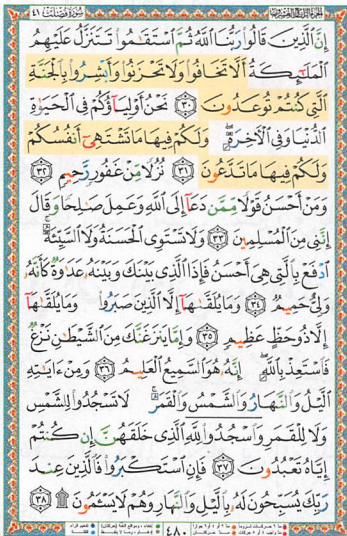 الجزء الرابع والعشرون سورة فصلت ٤١
إِنَّ ٱلَّذِينَ قَالُوا۟ رَبُّنَا ٱللَّهُ ثُمَّ ٱسْتَقَـٰمُوا۟ تَتَنَزَّلُ عَلَيْهِمُ
ٱلْمَلَـٰٓئِكَةُ أَلَّا تَخَافُوا۟ وَلَا تَحْزَنُوا۟ وَأَبْشِرُوا۟ بِٱلْجَنَّةِ
ٱلَّتِى كُنتُمْ تُوعَدُونَ ٣٠ نَحْنُ أَوْلِيَآؤُكُمْ فِى ٱلْحَيَوٰةِ
ٱلدُّنْيَا وَفِى ٱلْـَٔاخِرَةِ ۖ وَلَكُمْ فِيهَا مَا تَشْتَهِىٓ أَنفُسُكُمْ
وَلَكُمْ فِيهَا مَا تَدَّعُونَ ٣١ نُزُلًا مِّنْ غَفُورٍ رَّحِيمٍ ٣٢
وَمَنْ أَحْسَنُ قَوْلًا مِّمَّن دَعَآ إِلَى ٱللَّهِ وَعَمِلَ صَـٰلِحًا وَقَالَ
إِنَّنِى مِنَ ٱلْمُسْلِمِينَ ٣٣ وَلَا تَسْتَوِى ٱلْحَسَنَةُ وَلَا ٱلسَّيِّئَةُ ۚ
ٱدْفَعْ بِٱلَّتِى هِىَ أَحْسَنُ فَإِذَا ٱلَّذِى بَيْنَكَ وَبَيْنَهُۥ عَدَٰوَةٌ كَأَنَّهُۥ
وَلِىٌّ حَمِيمٌ ٣٤ وَمَا يُلَقَّىٰهَآ إِلَّا ٱلَّذِينَ صَبَرُوا۟ وَمَا يُلَقَّىٰهَآ
إِلَّا ذُو حَظٍّ عَظِيمٍ ٣٥ وَإِمَّا يَنزَغَنَّكَ مِنَ ٱلشَّيْطَـٰنِ نَزْغٌ
فَٱسْتَعِذْ بِٱللَّهِ ۖ إِنَّهُۥ هُوَ ٱلسَّمِيعُ ٱلْعَلِيمُ ٣٦ وَمِنْ ءَايَـٰتِهِ
ٱلَّيْلُ وَٱلنَّهَارُ وَٱلشَّمْسُ وَٱلْقَمَرُ ۚ لَا تَسْجُدُوا۟ لِلشَّمْسِ
وَلَا لِلْقَمَرِ وَٱسْجُدُوا۟ لِلَّهِ ٱلَّذِى خَلَقَهُنَّ إِن كُنتُمْ
إِيَّاهُ تَعْبُدُونَ ٣٧ فَإِنِ ٱسْتَكْبَرُوا۟ فَٱلَّذِينَ عِندَ
رَبِّكَ يُسَبِّحُونَ لَهُۥ بِٱلَّيْلِ وَٱلنَّهَارِ وَهُمْ لَا يَسْـَٔمُونَ ۩ ٣٨
٤٨٠